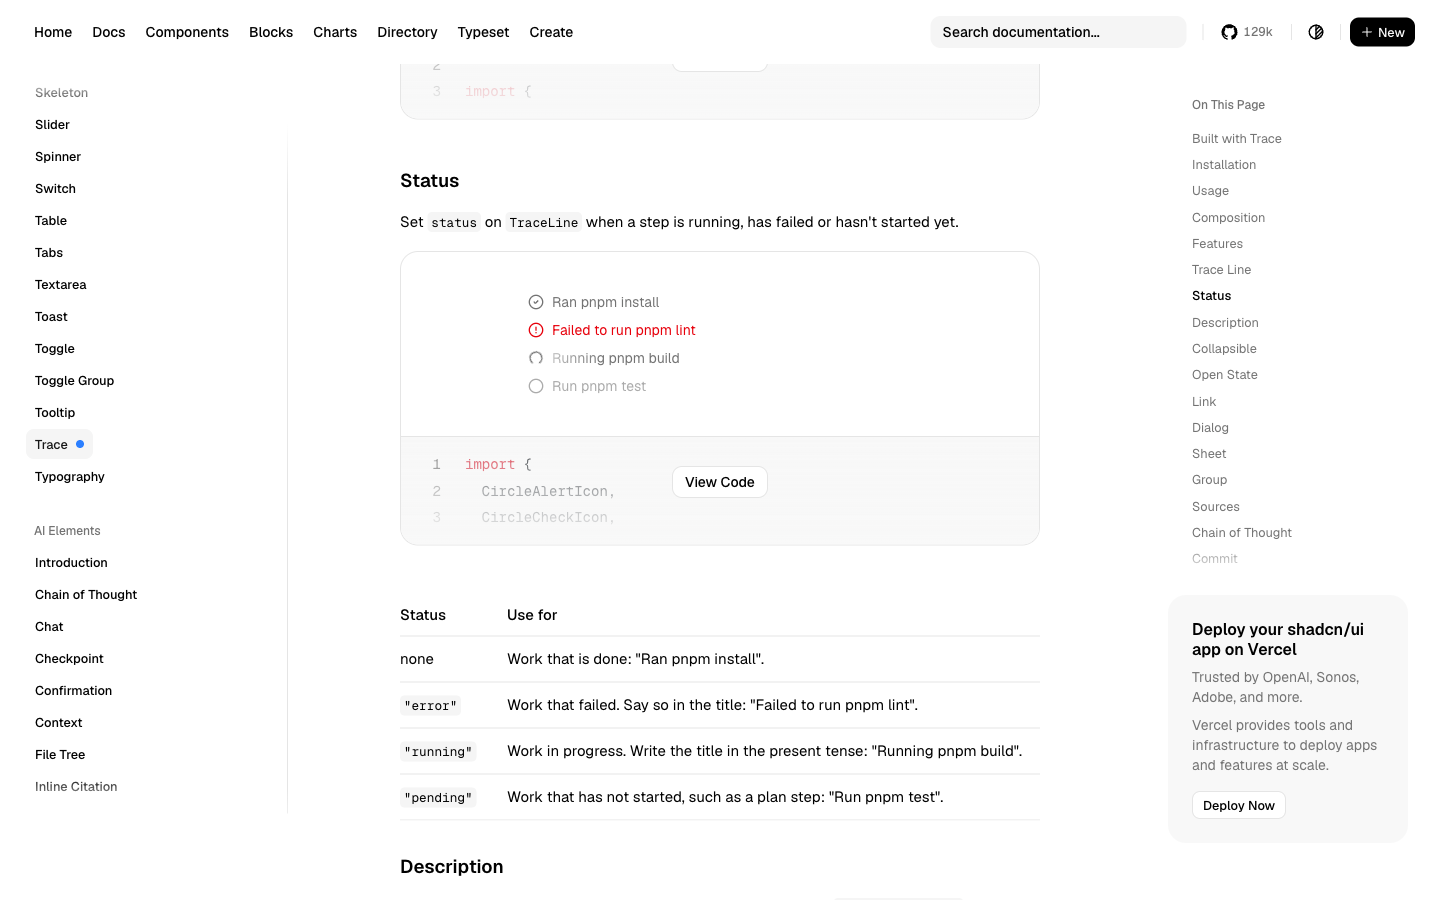 Home Docs Components Blocks Charts Directory Typeset Create
Search documentation...
129k
New
Skeleton
Slider
Spinner
Switch
Table
Tabs
Textarea
Toast
Toggle
Toggle Group
Tooltip
Trace
Typography
AI Elements
Introduction
Chain of Thought
Chat
Checkpoint
Confirmation
Context
File Tree
Inline Citation
2
3 import {
Status
Set status on TraceLine when a step is running, has failed or hasn't started yet.
Ran pnpm install
Failed to run pnpm lint
Running pnpm build
Run pnpm test
1 import {
2 CircleAlertIcon,
3 CircleCheckIcon,
View Code
Status Use for
none Work that is done: "Ran pnpm install".
"error" Work that failed. Say so in the title: "Failed to run pnpm lint".
"running" Work in progress. Write the title in the present tense: "Running pnpm build".
"pending" Work that has not started, such as a plan step: "Run pnpm test".
Description
On This Page
Built with Trace
Installation
Usage
Composition
Features
Trace Line
Status
Description
Collapsible
Open State
Link
Dialog
Sheet
Group
Sources
Chain of Thought
Commit
Deploy your shadcn/ui
app on Vercel
Trusted by OpenAI, Sonos,
Adobe, and more.
Vercel provides tools and
infrastructure to deploy apps
and features at scale.
Deploy Now